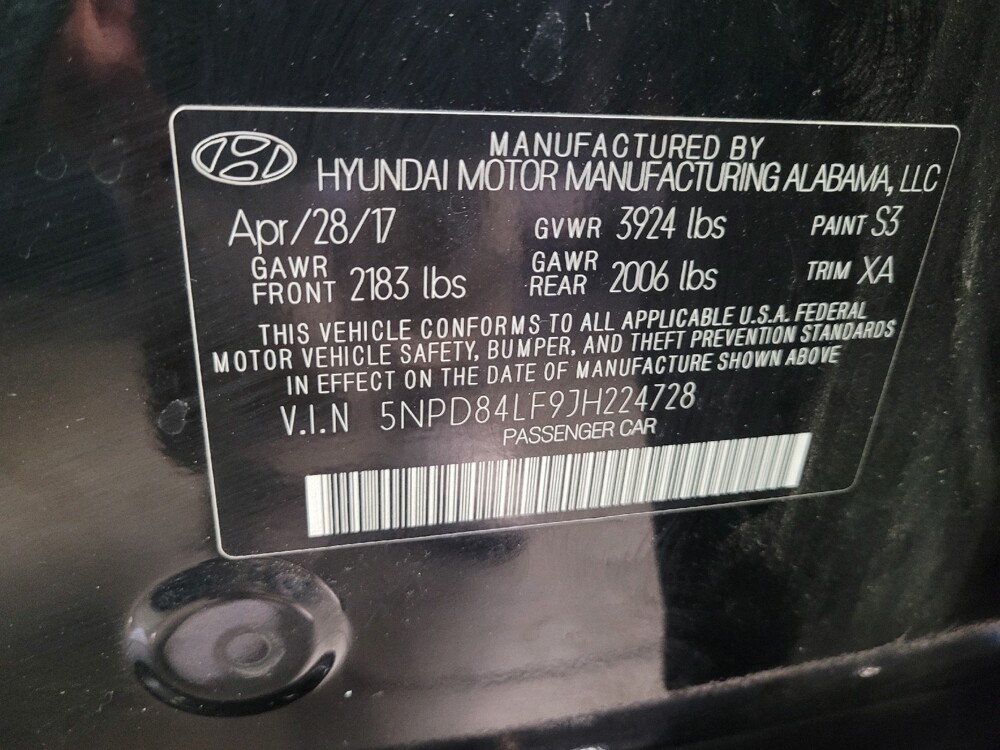 MANUFACTURED BY
HYUNDAI MOTOR MANUFACTURING ALABAMA, LLC
Apr/28/17 GVWR 3924 lbs PAINT S3
GAWR FRONT 2183 lbs GAWR REAR 2006 lbs TRIM XA
THIS VEHICLE CONFORMS TO ALL APPLICABLE U.S.A. FEDERAL
MOTOR VEHICLE SAFETY, BUMPER, AND THEFT PREVENTION STANDARDS
IN EFFECT ON THE DATE OF MANUFACTURE SHOWN ABOVE
V.I.N 5NPD84LF9JH224728
PASSENGER CAR